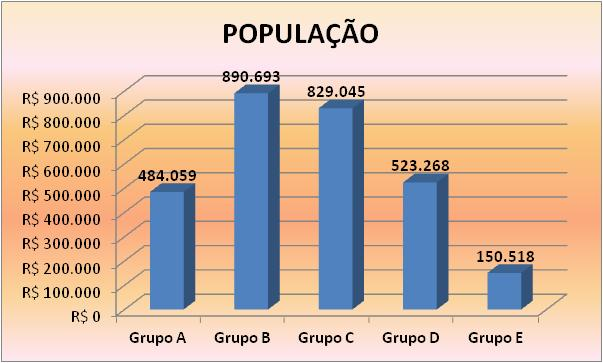 POPULAÇÃO
R$ 900.000
R$ 800.000
R$ 700.000
R$ 600.000
R$ 500.000
R$ 400.000
R$ 300.000
R$ 200.000
R$ 100.000
R$ 0
484.059
890.693
829.045
523.268
150.518
Grupo A
Grupo B
Grupo C
Grupo D
Grupo E